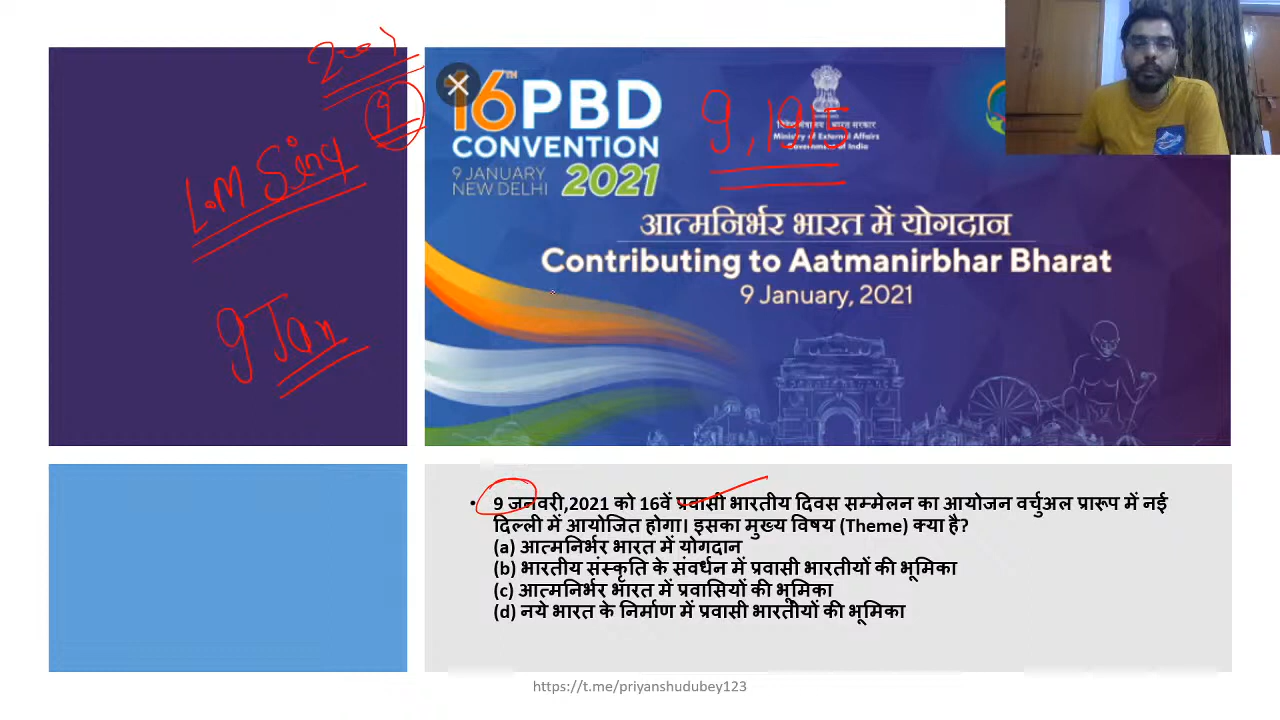 2001
9
L.M Sing
9 Jan
16TH PBD
CONVENTION
9 JANUARY
NEW DELHI 2021
9, 1915
Ministry of External Affairs
Government of India
आत्मनिर्भर भारत में योगदान
Contributing to Aatmanirbhar Bharat
9 January, 2021
• 9 जनवरी,2021 को 16वें प्रवासी भारतीय दिवस सम्मेलन का आयोजन वर्चुअल प्रारूप में नई
दिल्ली में आयोजित होगा। इसका मुख्य विषय (Theme) क्या है?
(a) आत्मनिर्भर भारत में योगदान
(b) भारतीय संस्कृति के संवर्धन में प्रवासी भारतीयों की भूमिका
(c) आत्मनिर्भर भारत में प्रवासियों की भूमिका
(d) नये भारत के निर्माण में प्रवासी भारतीयों की भूमिका
https://t.me/priyanshudubey123